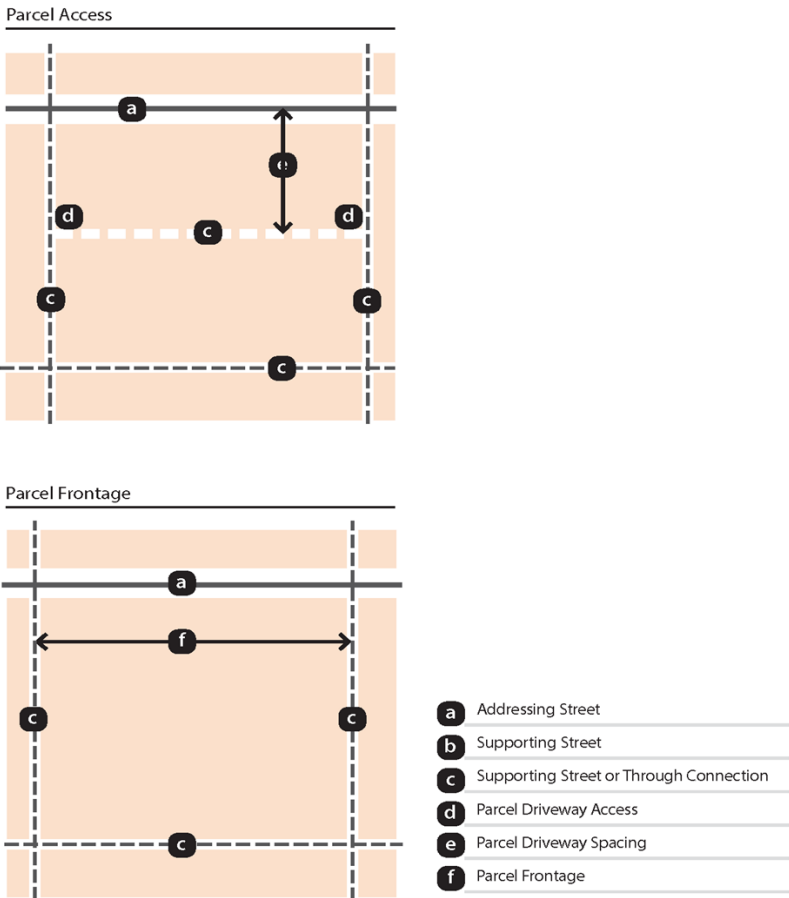 Parcel Access
a
e
d
d
c
c
c
c
Parcel Frontage
a
f
c
c
c
a Addressing Street
b Supporting Street
c Supporting Street or Through Connection
d Parcel Driveway Access
e Parcel Driveway Spacing
f Parcel Frontage